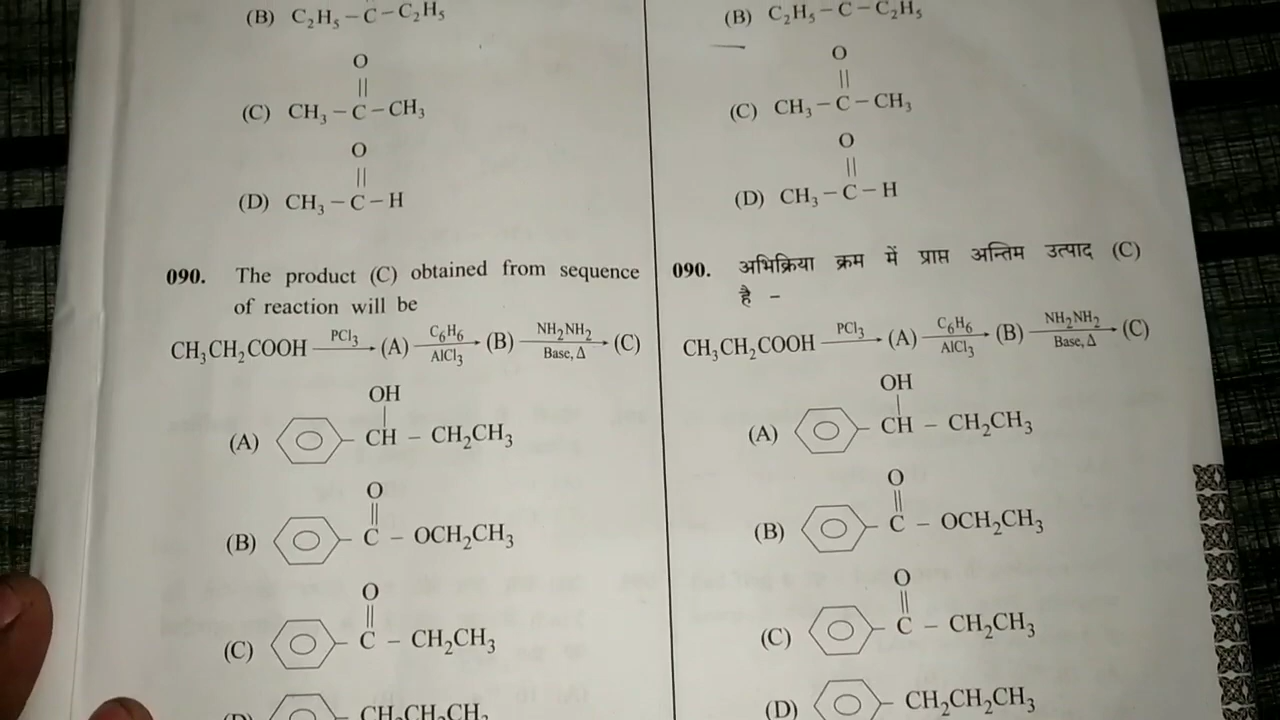 (B) C₂H₅ – C – C₂H₅
O
||
(C) CH₃ – C – CH₃
O
||
(D) CH₃ – C – H
090. The product (C) obtained from sequence
of reaction will be
CH₃CH₂COOH —PCl₃→ (A) —C₆H₆/AlCl₃→ (B) —NH₂NH₂/Base, Δ→ (C)
OH
|
(A) CH – CH₂CH₃
O
||
(B) C – OCH₂CH₃
O
||
(C) C – CH₂CH₃
(D) CH₂CH₂CH₃
(B) C₂H₅ – C – C₂H₅
O
||
(C) CH₃ – C – CH₃
O
||
(D) CH₃ – C – H
090. अभिक्रिया क्रम में प्राप्त अन्तिम उत्पाद (C)
है –
CH₃CH₂COOH —PCl₃→ (A) —C₆H₆/AlCl₃→ (B) —NH₂NH₂/Base, Δ→ (C)
OH
|
(A) CH – CH₂CH₃
O
||
(B) C – OCH₂CH₃
O
||
(C) C – CH₂CH₃
(D) CH₂CH₂CH₃